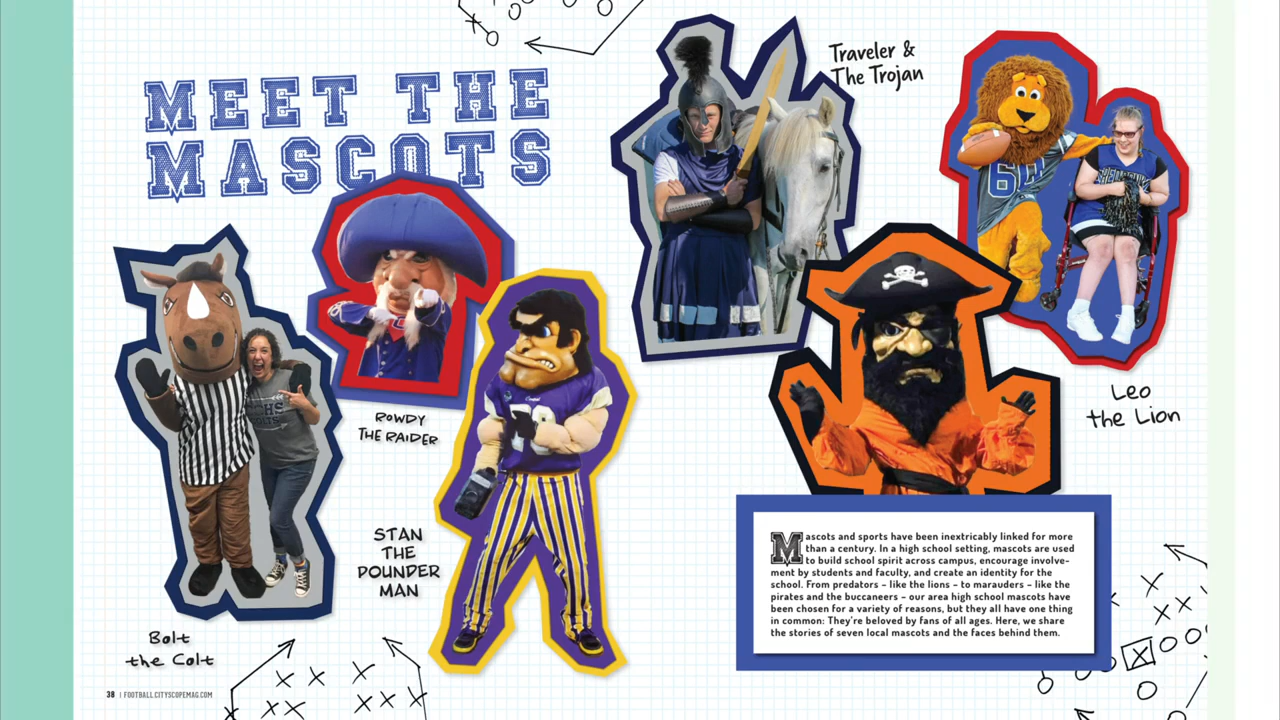 MEET THE
MASCOTS
Traveler &
The Trojan
Leo
the Lion
ROWDY
THE RAIDER
STAN
THE
POUNDER
MAN
Bolt
the Colt
Mascots and sports have been inextricably linked for more
than a century. In a high school setting, mascots are used
to build school spirit across campus, encourage involve-
ment by students and faculty, and create an identity for the
school. From predators – like the lions – to marauders – like the
pirates and the buccaneers – our area high school mascots have
been chosen for a variety of reasons, but they all have one thing
in common: They're beloved by fans of all ages. Here, we share
the stories of seven local mascots and the faces behind them.
38 | FOOTBALL.CITYSCOPEMAG.COM